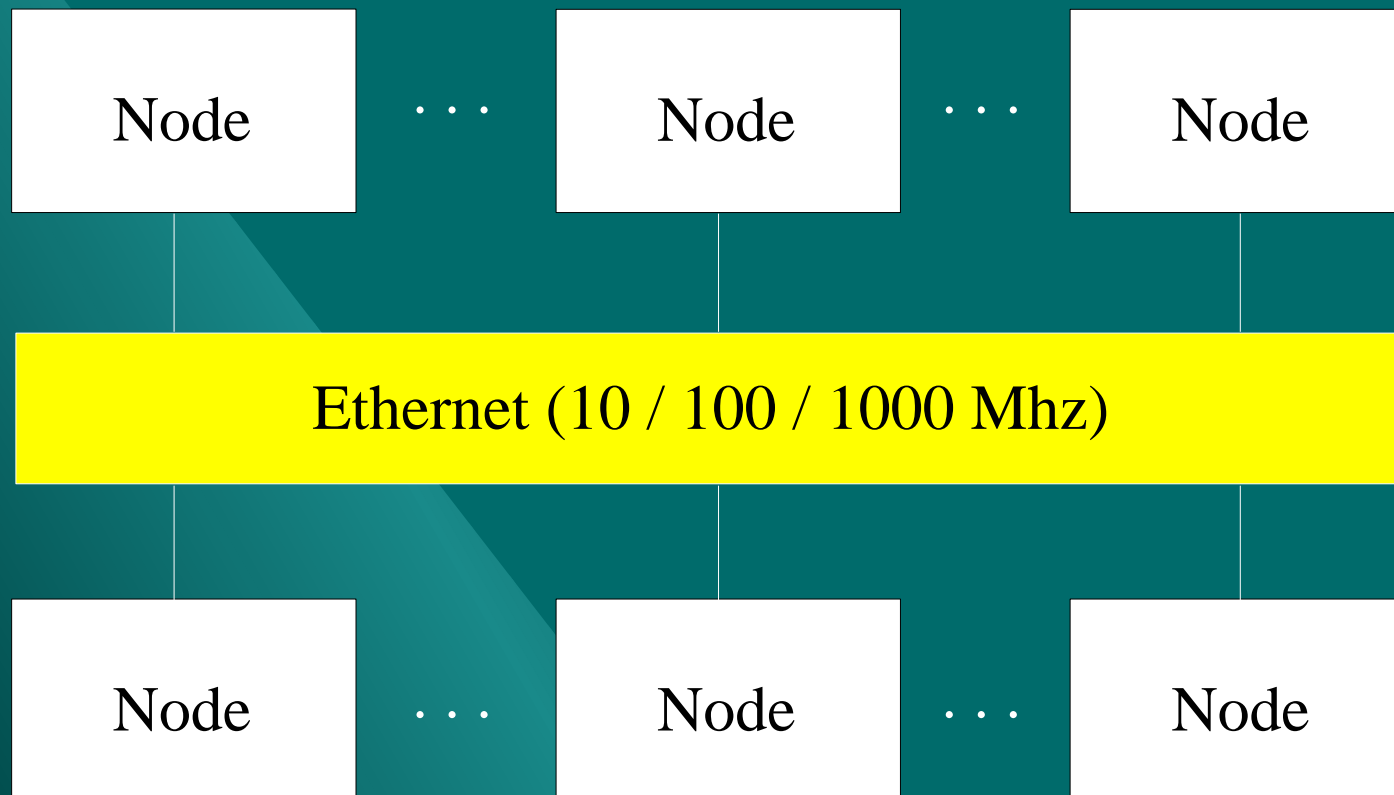 Node . . . Node . . . Node
Ethernet (10 / 100 / 1000 Mhz)
Node . . . Node . . . Node